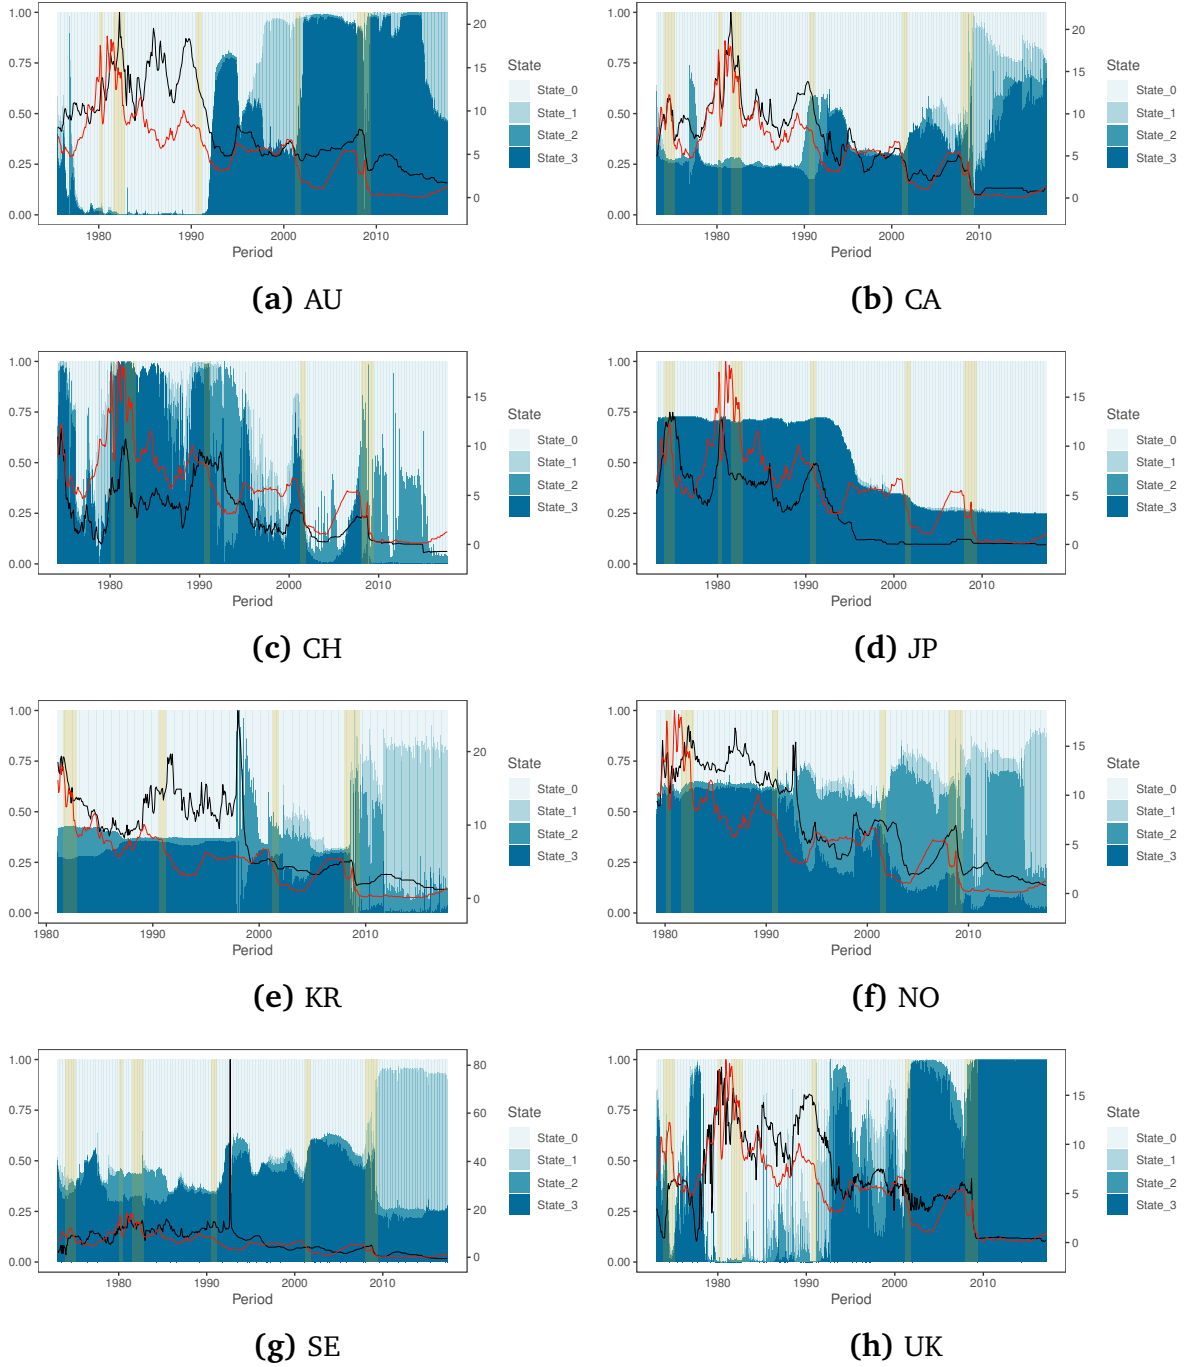 1.00
0.75
0.50
0.25
0.00
20
15
10
5
0
1980
1990
2000
2010
Period
State
State_0
State_1
State_2
State_3
(a) AU
1.00
0.75
0.50
0.25
0.00
20
15
10
5
0
1980
1990
2000
2010
Period
State
State_0
State_1
State_2
State_3
(b) CA
1.00
0.75
0.50
0.25
0.00
15
10
5
0
1980
1990
2000
2010
Period
State
State_0
State_1
State_2
State_3
(c) CH
1.00
0.75
0.50
0.25
0.00
15
10
5
0
1980
1990
2000
2010
Period
State
State_0
State_1
State_2
State_3
(d) JP
1.00
0.75
0.50
0.25
0.00
20
10
0
1980
1990
2000
2010
Period
State
State_0
State_1
State_2
State_3
(e) KR
1.00
0.75
0.50
0.25
0.00
15
10
5
0
1980
1990
2000
2010
Period
State
State_0
State_1
State_2
State_3
(f) NO
1.00
0.75
0.50
0.25
0.00
80
60
40
20
0
1980
1990
2000
2010
Period
State
State_0
State_1
State_2
State_3
(g) SE
1.00
0.75
0.50
0.25
0.00
15
10
5
0
1980
1990
2000
2010
Period
State
State_0
State_1
State_2
State_3
(h) UK